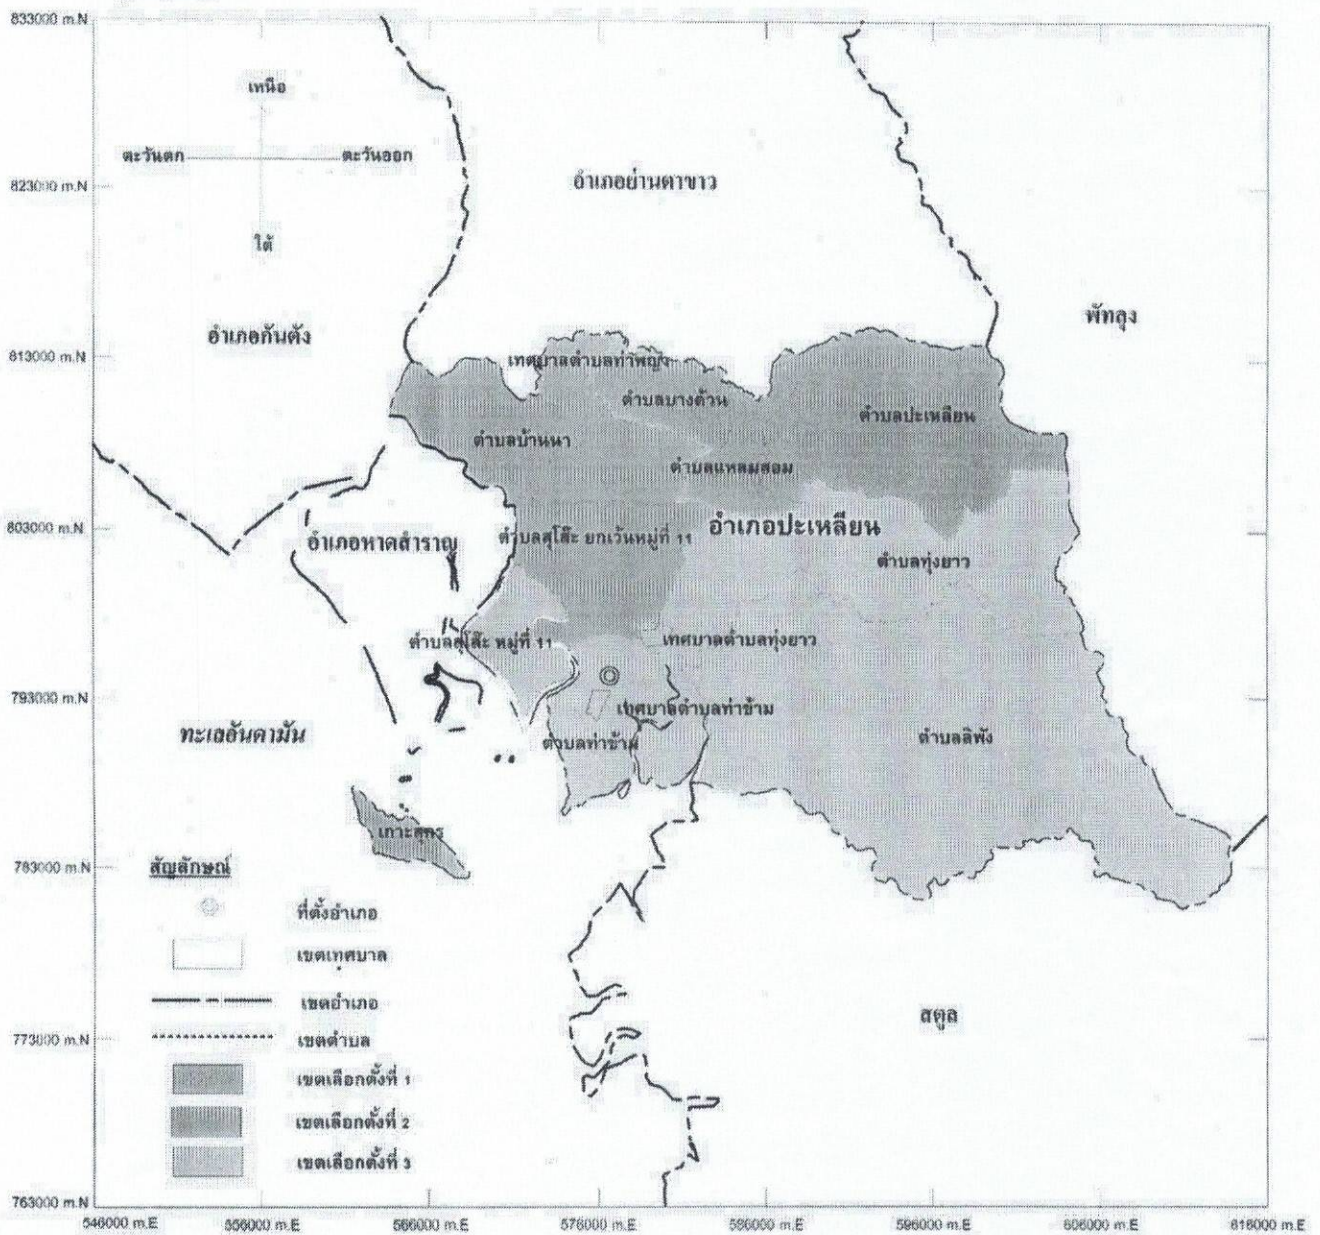 833000 m.N
เหนือ
ตะวันตก
ตะวันออก
ใต้
823000 m.N
อำเภอย่านตาขาว
อำเภอกันตัง
พัทลุง
813000 m.N
เทศบาลตำบลท่าพญา
ตำบลบางด้วน
ตำบลปะเหลียน
ตำบลบ้านนา
ตำบลแหลมสอม
803000 m.N
อำเภอหาดสำราญ
ตำบลสุโส๊ะ ยกเว้นหมู่ที่ 11
อำเภอปะเหลียน
ตำบลทุ่งยาว
ตำบลสุโส๊ะ หมู่ที่ 11
เทศบาลตำบลทุ่งยาว
793000 m.N
เทศบาลตำบลท่าข้าม
ทะเลอันดามัน
ตำบลท่าข้าม
ตำบลลิพัง
เกาะสุกร
783000 m.N
สัญลักษณ์
ที่ตั้งอำเภอ
เขตเทศบาล
เขตอำเภอ
สตูล
773000 m.N
เขตตำบล
เขตเลือกตั้งที่ 1
เขตเลือกตั้งที่ 2
เขตเลือกตั้งที่ 3
763000 m.N
546000 m.E
556000 m.E
566000 m.E
576000 m.E
586000 m.E
596000 m.E
606000 m.E
616000 m.E